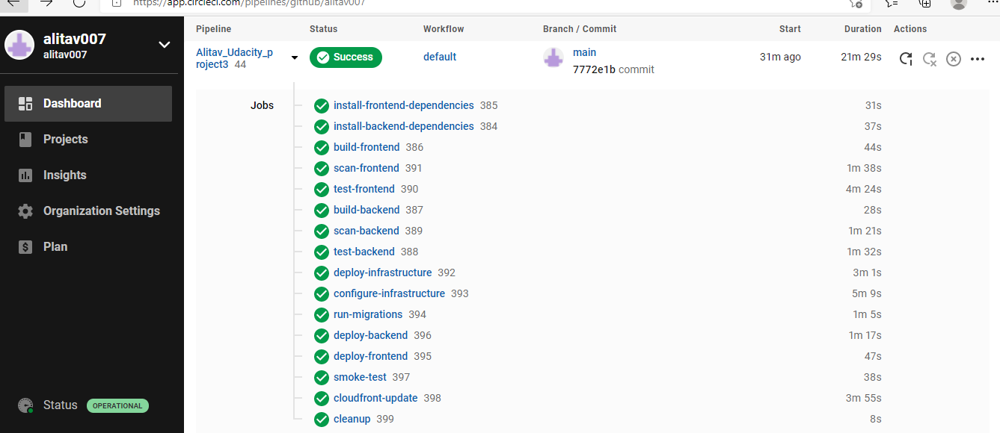 https://app.circleci.com/pipelines/github/alitav007
alitav007
alitav007
Dashboard
Projects
Insights
Organization Settings
Plan
Status OPERATIONAL
Pipeline Status Workflow Branch / Commit Start Duration Actions
Alitav_Udacity_p
roject3 44
Success
default
main
7772e1b commit
31m ago
21m 29s
Jobs
install-frontend-dependencies 385 31s
install-backend-dependencies 384 37s
build-frontend 386 44s
scan-frontend 391 1m 38s
test-frontend 390 4m 24s
build-backend 387 28s
scan-backend 389 1m 21s
test-backend 388 1m 32s
deploy-infrastructure 392 3m 1s
configure-infrastructure 393 5m 9s
run-migrations 394 1m 5s
deploy-backend 396 1m 17s
deploy-frontend 395 47s
smoke-test 397 38s
cloudfront-update 398 3m 55s
cleanup 399 8s